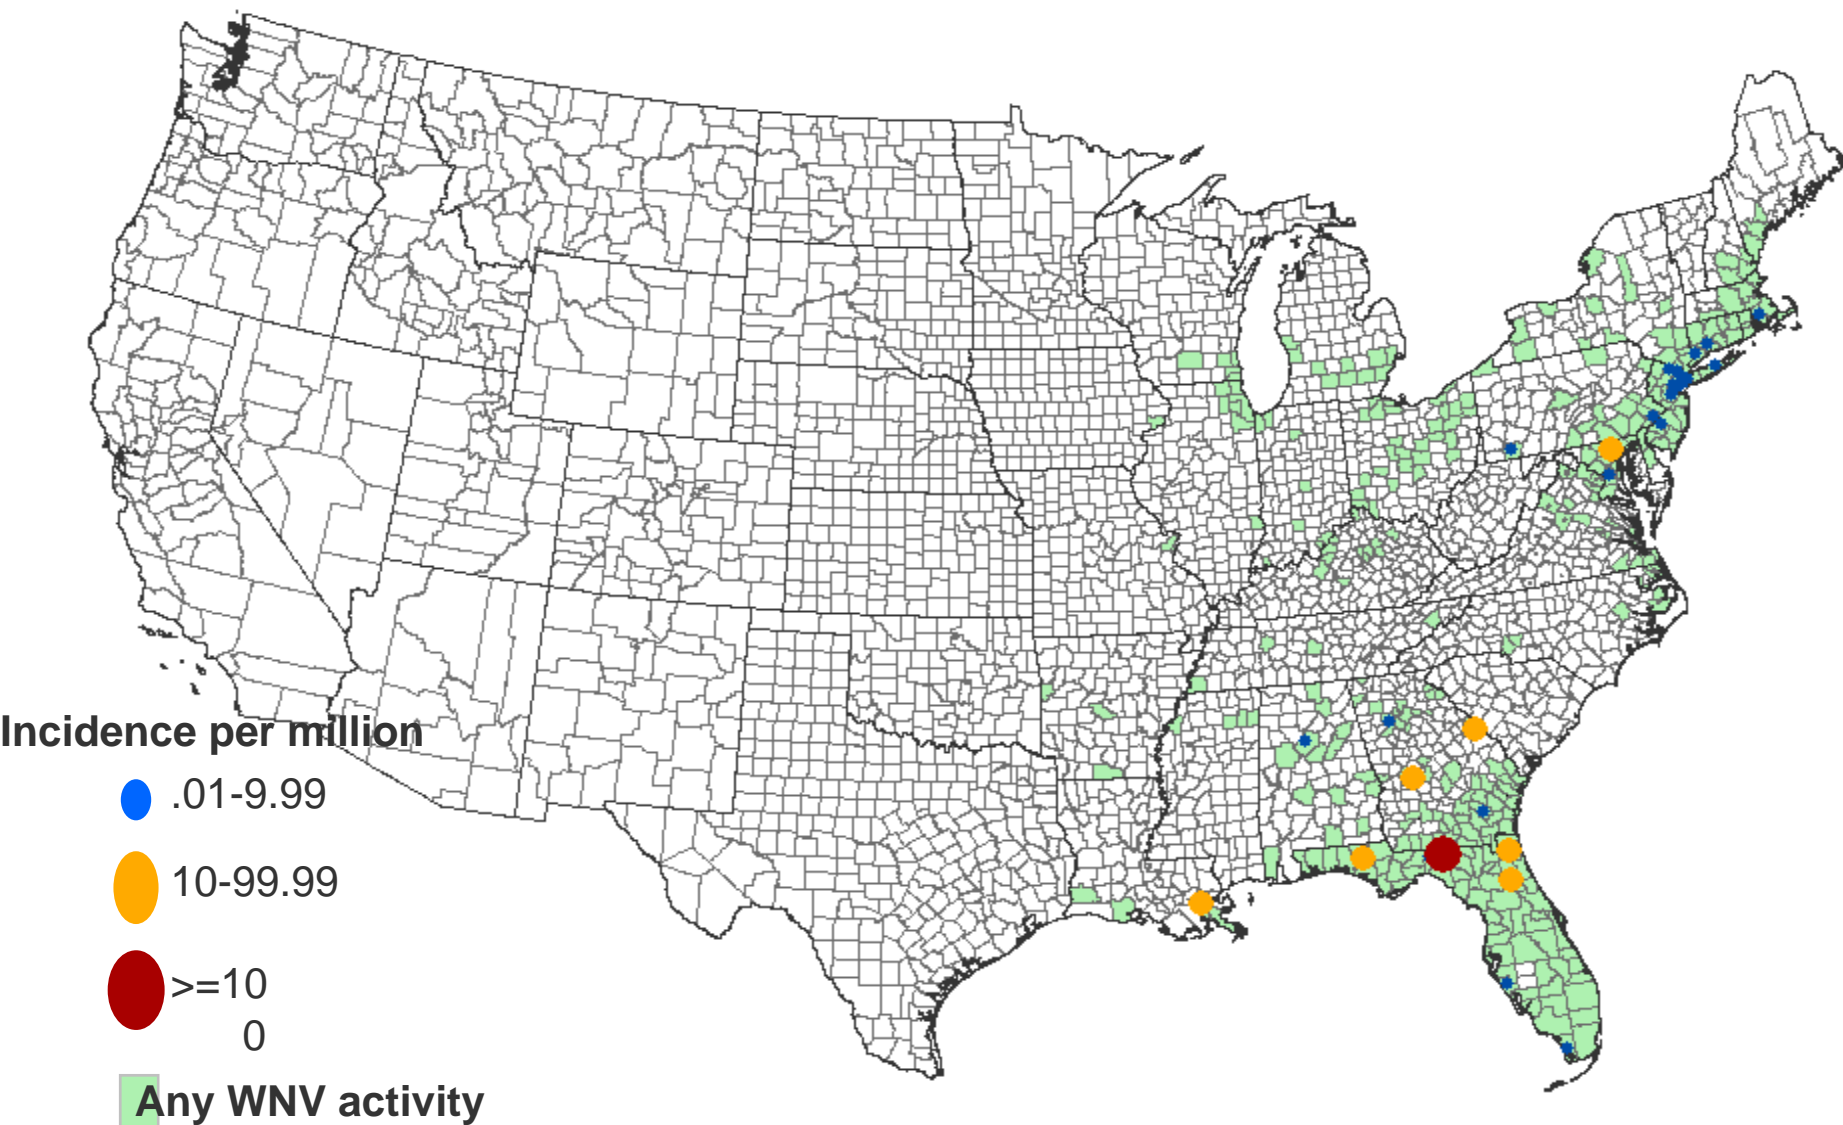 Incidence per million
.01-9.99
10-99.99
>=10
0
Any WNV activity